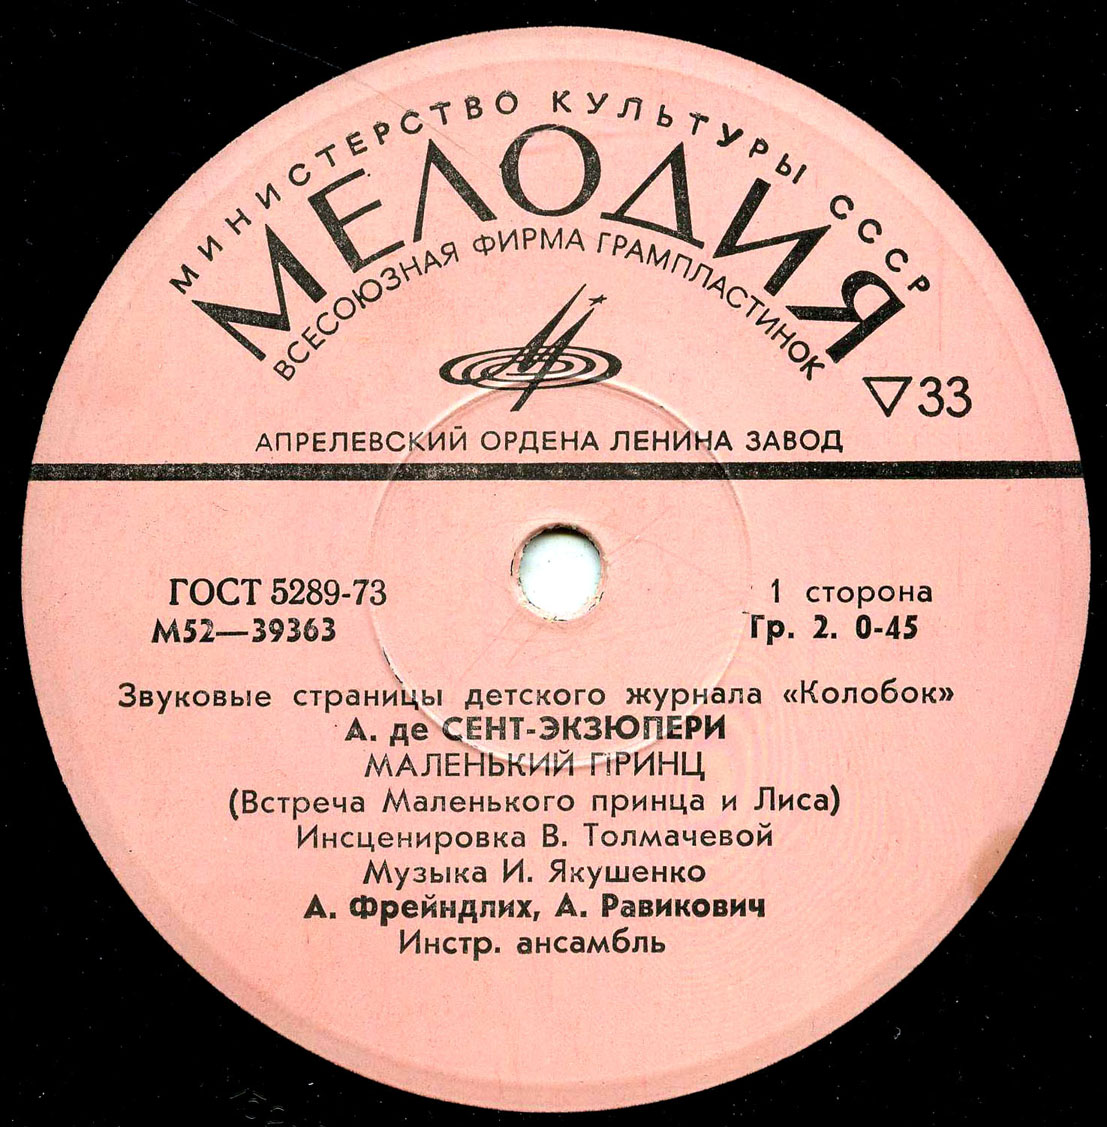 МИНИСТЕРСТВО КУЛЬТУРЫ СССР
МЕЛОДИЯ
ВСЕСОЮЗНАЯ ФИРМА ГРАМПЛАСТИНОК
33
АПРЕЛЕВСКИЙ ОРДЕНА ЛЕНИНА ЗАВОД
ГОСТ 5289-73
1 сторона
М52—39363
Гр. 2. 0-45
Звуковые страницы детского журнала «Колобок»
А. де СЕНТ-ЭКЗЮПЕРИ
МАЛЕНЬКИЙ ПРИНЦ
(Встреча Маленького принца и Лиса)
Инсценировка В. Толмачевой
Музыка И. Якушенко
А. Фрейндлих, А. Равикович
Инстр. ансамбль